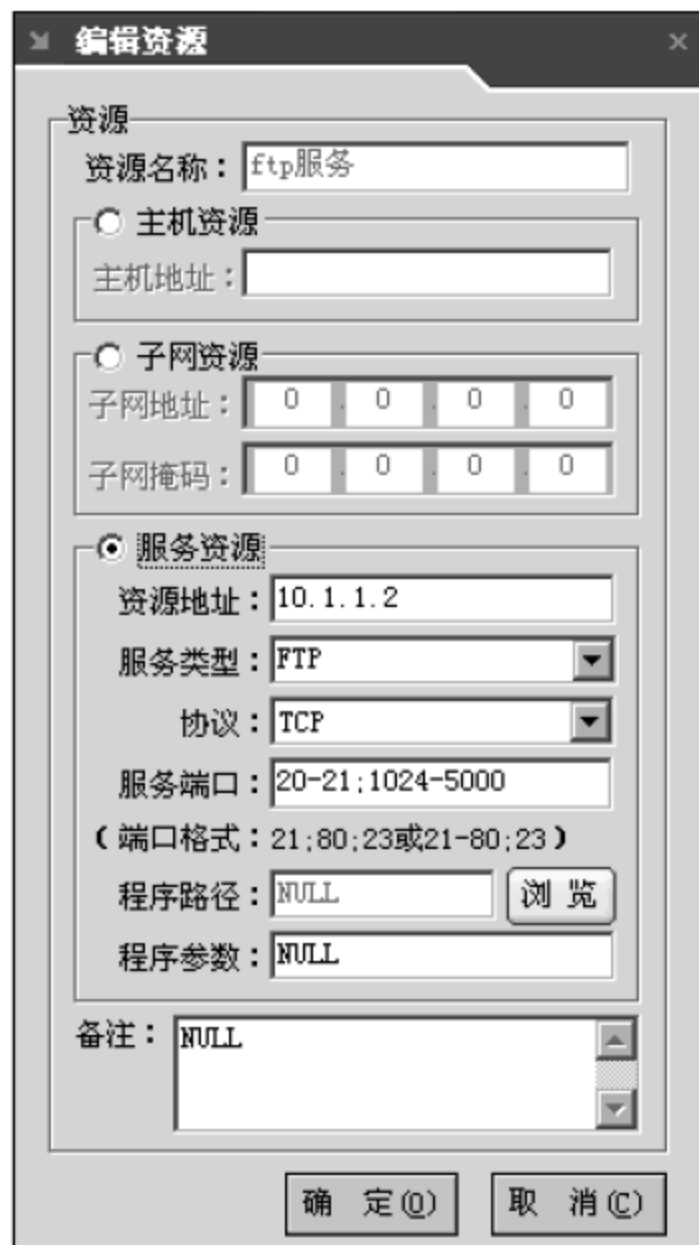 编辑资源
资源
资源名称：ftp服务
主机资源
主机地址：
子网资源
子网地址：0.0.0.0
子网掩码：0.0.0.0
服务资源
资源地址：10.1.1.2
服务类型：FTP
协议：TCP
服务端口：20-21;1024-5000
(端口格式：21;80;23或21-80;23)
程序路径：NULL 浏览
程序参数：NULL
备注：NULL
确 定(O) 取 消(C)